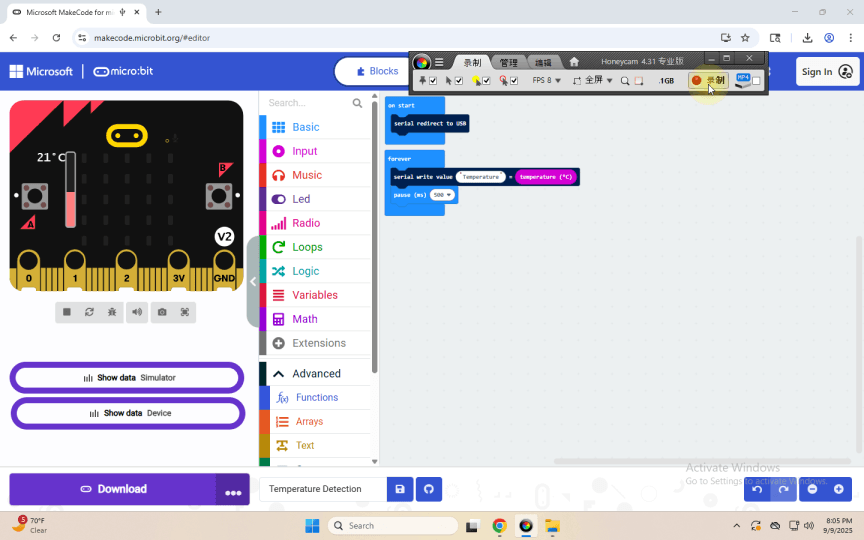 Microsoft MakeCode for mi
makecode.microbit.org/#editor
录制
管理
编辑
Honeycam 4.31 专业版
FPS 8
全屏
.1GB
录制
MP4
Microsoft
micro:bit
Blocks
Sign In
21°C
B
A
V2
0
1
2
3V
GND
Show data Simulator
Show data Device
Search...
Basic
Input
Music
Led
Radio
Loops
Logic
Variables
Math
Extensions
Advanced
f(x) Functions
Arrays
Text
on start
serial redirect to USB
forever
serial write value "Temperature" = temperature (°C)
pause (ms) 500
Download
Temperature Detection
Activate Windows
Go to Settings to activate Windows.
5
70°F
Clear
Search
8:05 PM
9/9/2025